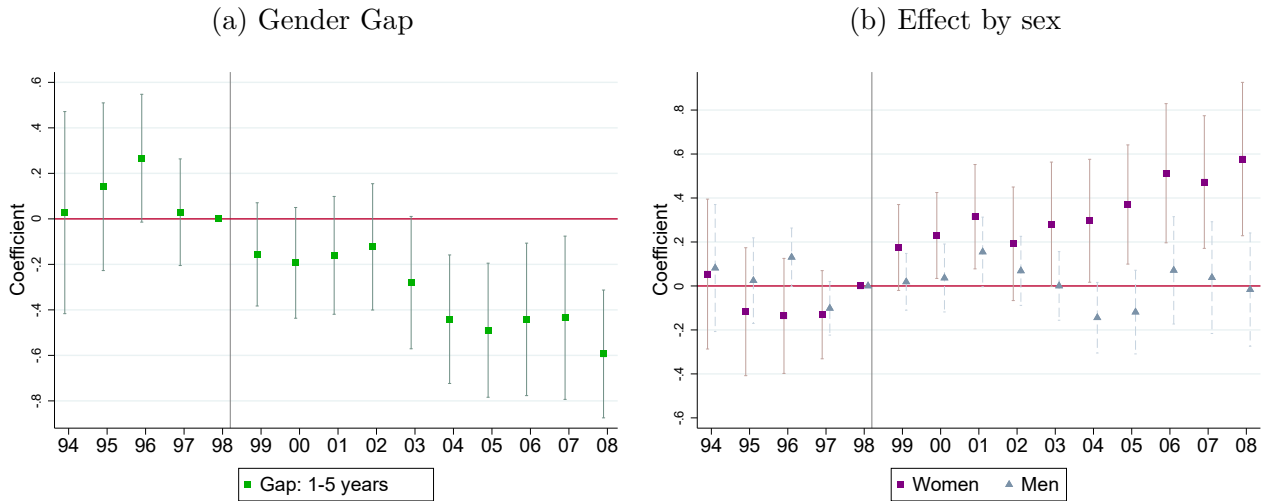 (a) Gender Gap
Coefficient
.6
.4
.2
0
-.2
-.4
-.6
-.8
94 95 96 97 98 99 00 01 02 03 04 05 06 07 08
Gap: 1-5 years
(b) Effect by sex
Coefficient
.8
.6
.4
.2
0
-.2
-.4
-.6
94 95 96 97 98 99 00 01 02 03 04 05 06 07 08
Women Men